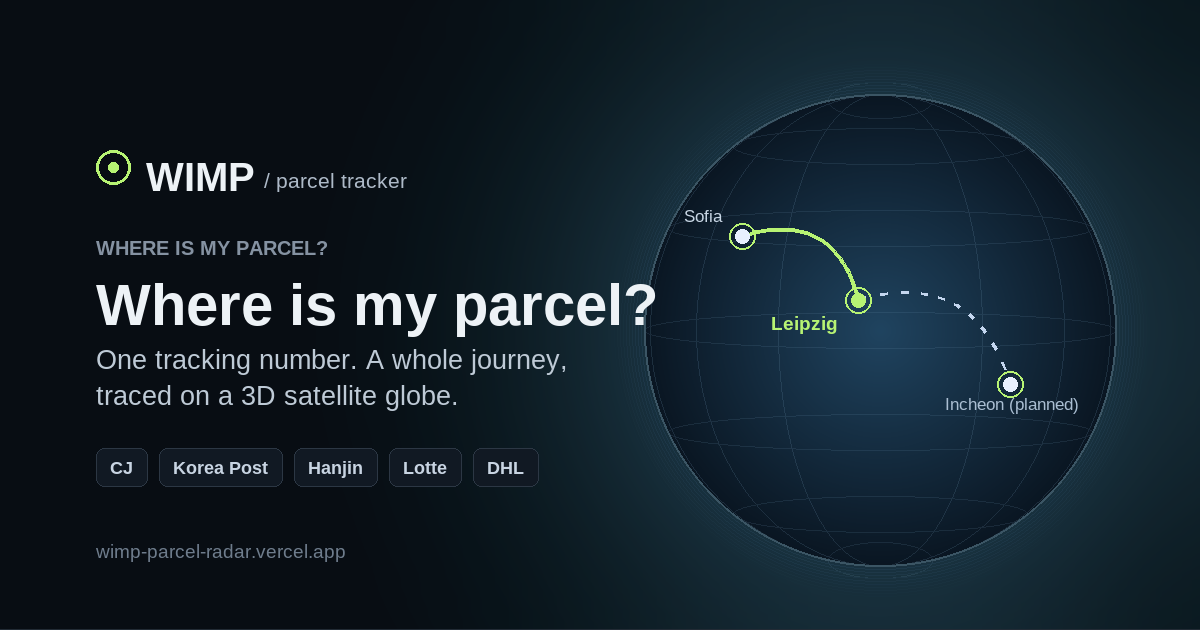 WIMP / parcel tracker
WHERE IS MY PARCEL?
Where is my parcel?
One tracking number. A whole journey,
traced on a 3D satellite globe.
CJ Korea Post Hanjin Lotte DHL
wimp-parcel-radar.vercel.app
Sofia
Leipzig
Incheon (planned)